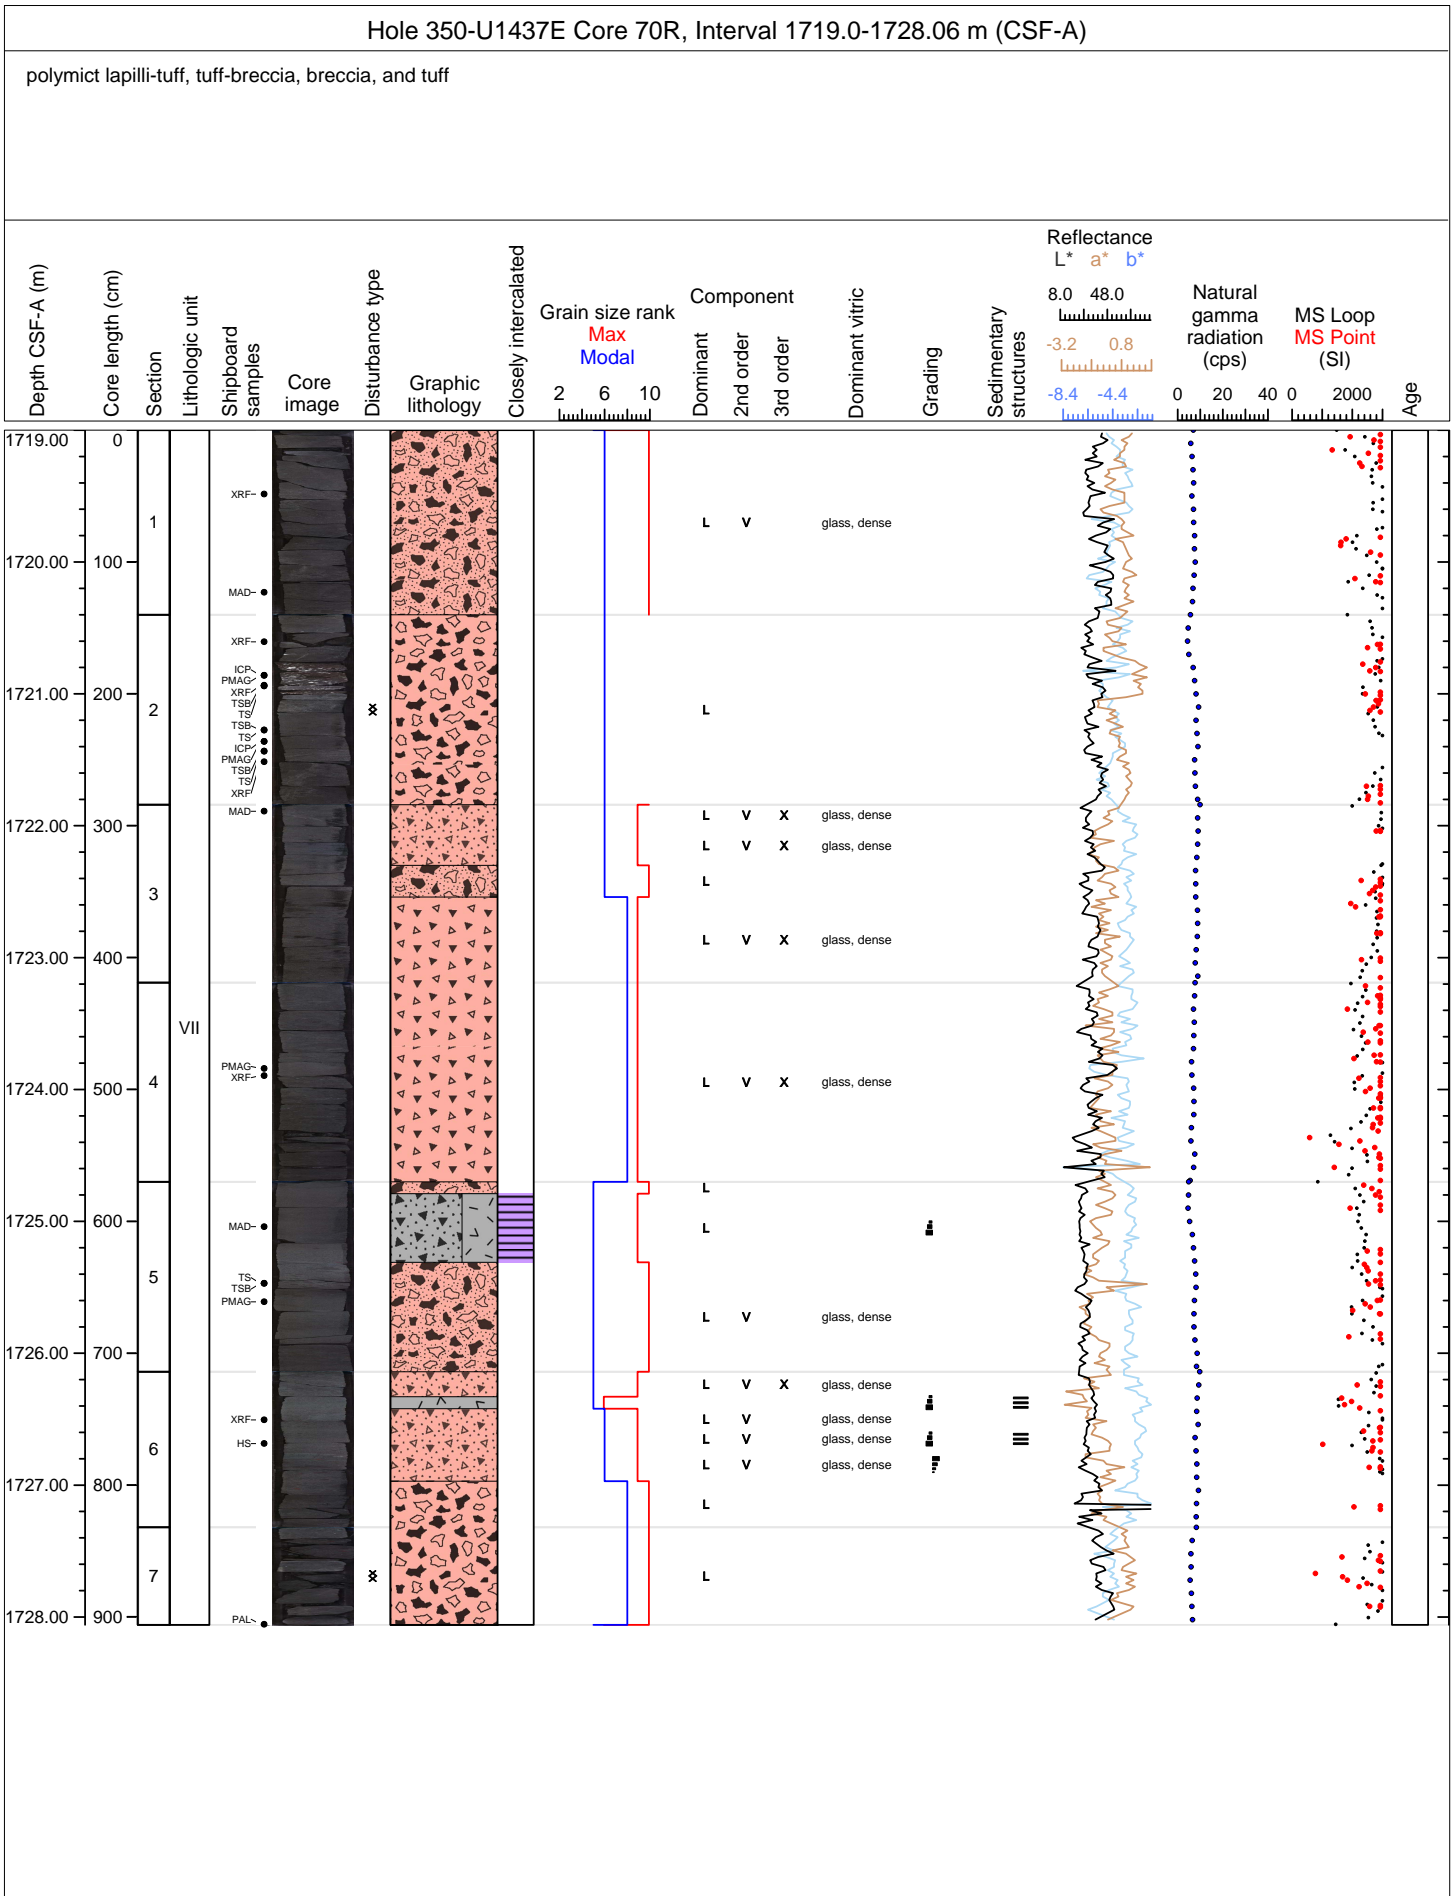 Hole 350-U1437E Core 70R, Interval 1719.0-1728.06 m (CSF-A)
polymict lapilli-tuff, tuff-breccia, breccia, and tuff
Depth CSF-A (m)
Core length (cm)
Section
Lithologic unit
Shipboard
samples
Core
image
Disturbance type
Graphic
lithology
Closely intercalated
Grain size rank
Max
Modal
2 6 10
Component
Dominant
2nd order
3rd order
Dominant vitric
Grading
Sedimentary
structures
Reflectance
L* a* b*
8.0 48.0
-3.2 0.8
-8.4 -4.4
Natural
gamma
radiation
(cps)
0 20 40
MS Loop
MS Point
(SI)
0 2000
Age
1719.00 0
XRF
1 L V glass, dense
1720.00 100
MAD
XRF
ICP
PMAG
1721.00 200 XRF
TSB
TS
2 L
TSB
TS
ICP
PMAG
TSB
TS
XRF
MAD L V X glass, dense
1722.00 300
L V X glass, dense
L
3
L V X glass, dense
1723.00 400
VII
PMAG
XRF
4 L V X glass, dense
1724.00 500
L
1725.00 600 MAD L
5 TS
TSB
PMAG
L V glass, dense
1726.00 700
L V X glass, dense
XRF L V glass, dense
HS L V glass, dense
6
L V glass, dense
1727.00 800
L
7 L
1728.00 900 PAL